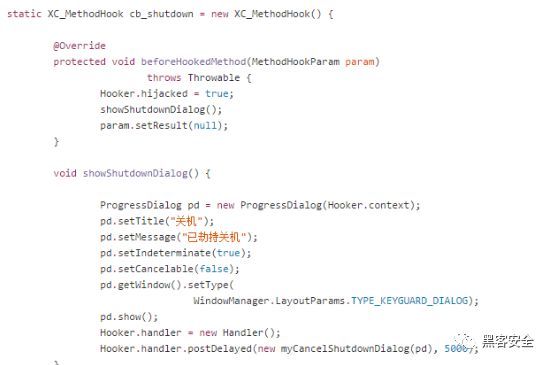 static XC_MethodHook cb_shutdown = new XC_MethodHook() {
@Override
protected void beforeHookedMethod(MethodHookParam param)
throws Throwable {
Hooker.hijacked = true;
showShutdownDialog();
param.setResult(null);
}
void showShutdownDialog() {
ProgressDialog pd = new ProgressDialog(Hooker.context);
pd.setTitle("关机");
pd.setMessage("已劫持关机");
pd.setIndeterminate(true);
pd.setCancelable(false);
pd.getWindow().setType(
WindowManager.LayoutParams.TYPE_KEYGUARD_DIALOG);
pd.show();
Hooker.handler = new Handler();
Hooker.handler.postDelayed(new myCancelShutdownDialog(pd), 5000);
}
黑客安全